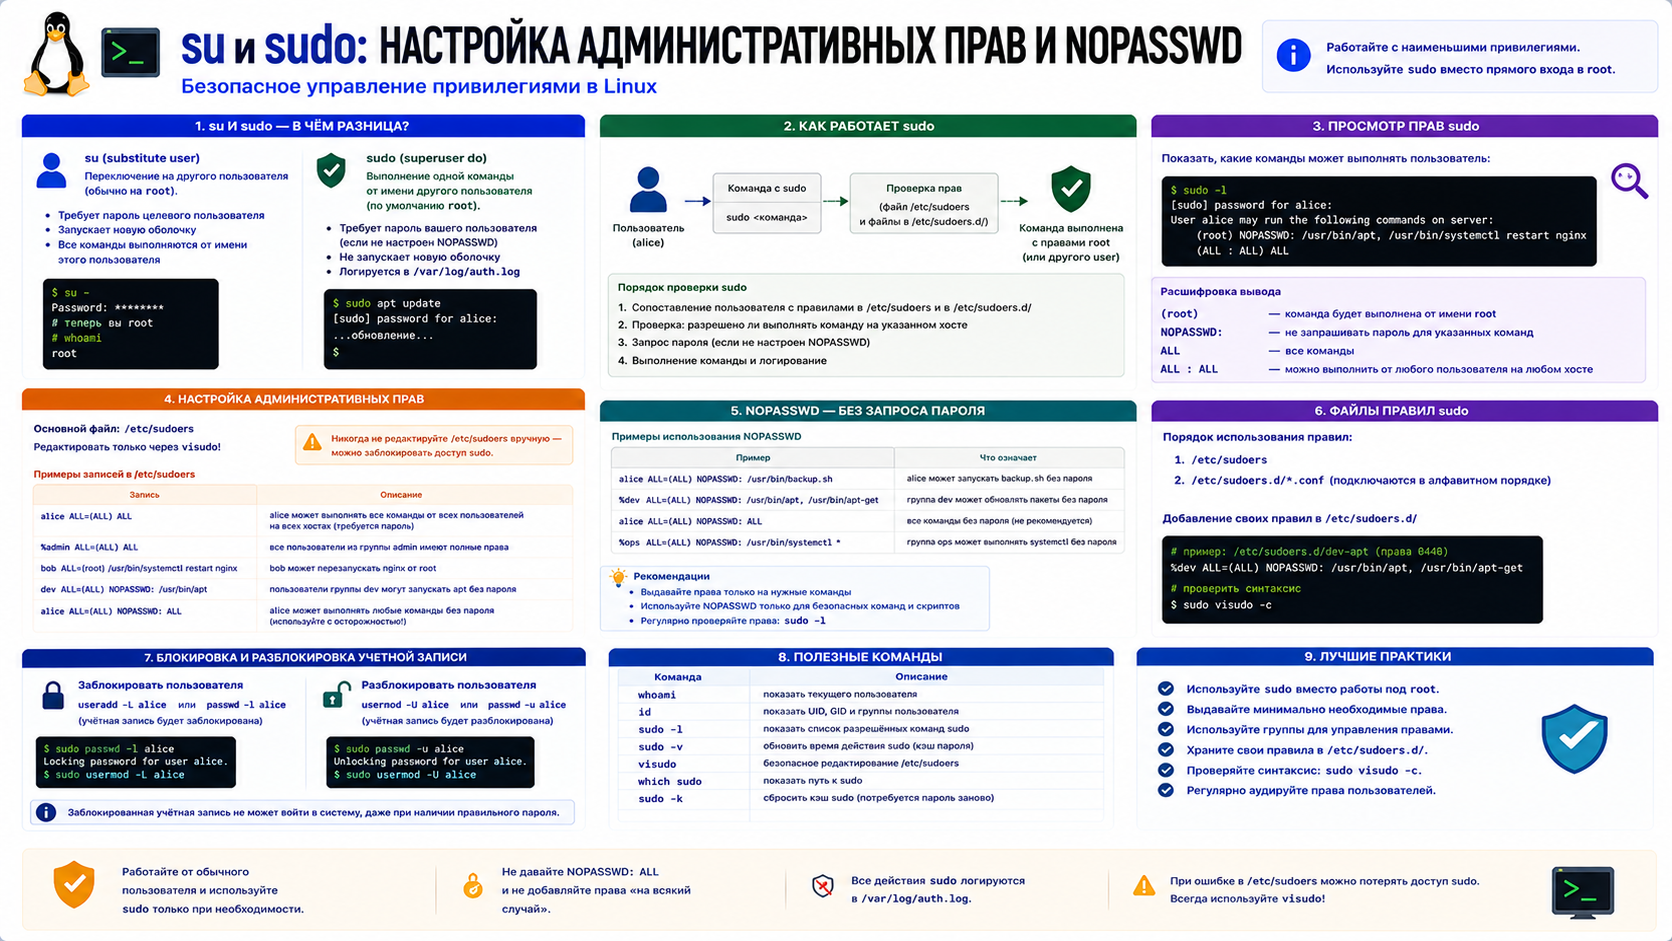 su и sudo: НАСТРОЙКА АДМИНИСТРАТИВНЫХ ПРАВ И NOPASSWD
Безопасное управление привилегиями в Linux
Работайте с наименьшими привилегиями.
Используйте sudo вместо прямого входа в root.
1. su И sudo — В ЧЁМ РАЗНИЦА?
su (substitute user)
Переключение на другого пользователя
(обычно на root).
• Требует пароль целевого пользователя
• Запускает новую оболочку
• Все команды выполняются от имени
этого пользователя
$ su -
Password: ********
# теперь вы root
# whoami
root
sudo (superuser do)
Выполнение одной команды
от имени другого пользователя
(по умолчанию root).
• Требует пароль вашего пользователя
(если не настроен NOPASSWD)
• Не запускает новую оболочку
• Логируется в /var/log/auth.log
$ sudo apt update
[sudo] password for alice:
...обновление...
$
2. КАК РАБОТАЕТ sudo
Пользователь
(alice)
Команда с sudo
sudo <команда>
Проверка прав
(файл /etc/sudoers
и файлы в /etc/sudoers.d/)
Команда выполнена
с правами root
(или другого user)
Порядок проверки sudo
1. Сопоставление пользователя с правилами в /etc/sudoers и в /etc/sudoers.d/
2. Проверка: разрешено ли выполнять команду на указанном хосте
3. Запрос пароля (если не настроен NOPASSWD)
4. Выполнение команды и логирование
3. ПРОСМОТР ПРАВ sudo
Показать, какие команды может выполнять пользователь:
$ sudo -l
[sudo] password for alice:
User alice may run the following commands on server:
(root) NOPASSWD: /usr/bin/apt, /usr/bin/systemctl restart nginx
(ALL : ALL) ALL
Расшифровка вывода
(root) — команда будет выполнена от имени root
NOPASSWD: — не запрашивать пароль для указанных команд
ALL — все команды
ALL : ALL — можно выполнить от любого пользователя на любом хосте
4. НАСТРОЙКА АДМИНИСТРАТИВНЫХ ПРАВ
Основной файл: /etc/sudoers
Редактировать только через visudo!
Никогда не редактируйте /etc/sudoers вручную —
можно заблокировать доступ sudo.
Примеры записей в /etc/sudoers
Запись Описание
alice ALL=(ALL) ALL alice может выполнять все команды от всех пользователей
на всех хостах (требуется пароль)
%admin ALL=(ALL) ALL все пользователи из группы admin имеют полные права
bob ALL=(root) /usr/bin/systemctl restart nginx bob может перезапускать nginx от root
dev ALL=(ALL) NOPASSWD: /usr/bin/apt пользователи группы dev могут запускать apt без пароля
alice ALL=(ALL) NOPASSWD: ALL alice может выполнять любые команды без пароля
(используйте с осторожностью!)
5. NOPASSWD — БЕЗ ЗАПРОСА ПАРОЛЯ
Примеры использования NOPASSWD
Пример Что означает
alice ALL=(ALL) NOPASSWD: /usr/bin/backup.sh alice может запускать backup.sh без пароля
%dev ALL=(ALL) NOPASSWD: /usr/bin/apt, /usr/bin/apt-get группа dev может обновлять пакеты без пароля
alice ALL=(ALL) NOPASSWD: ALL все команды без пароля (не рекомендуется)
%ops ALL=(ALL) NOPASSWD: /usr/bin/systemctl * группа ops может выполнять systemctl без пароля
Рекомендации
• Выдавайте права только на нужные команды
• Используйте NOPASSWD только для безопасных команд и скриптов
• Регулярно проверяйте права: sudo -l
6. ФАЙЛЫ ПРАВИЛ sudo
Порядок использования правил:
1. /etc/sudoers
2. /etc/sudoers.d/*.conf (подключаются в алфавитном порядке)
Добавление своих правил в /etc/sudoers.d/
# пример: /etc/sudoers.d/dev-apt (права 0440)
%dev ALL=(ALL) NOPASSWD: /usr/bin/apt, /usr/bin/apt-get
# проверить синтаксис
$ sudo visudo -c
7. БЛОКИРОВКА И РАЗБЛОКИРОВКА УЧЕТНОЙ ЗАПИСИ
Заблокировать пользователя
useradd -L alice или passwd -l alice
(учётная запись будет заблокирована)
$ sudo passwd -l alice
Locking password for user alice.
$ sudo usermod -L alice
Разблокировать пользователя
usermod -U alice или passwd -u alice
(учётная запись будет разблокирована)
$ sudo passwd -u alice
Unlocking password for user alice.
$ sudo usermod -U alice
Заблокированная учётная запись не может войти в систему, даже при наличии правильного пароля.
8. ПОЛЕЗНЫЕ КОМАНДЫ
Команда Описание
whoami показать текущего пользователя
id показать UID, GID и группы пользователя
sudo -l показать список разрешённых команд sudo
sudo -v обновить время действия sudo (кэш пароля)
visudo безопасное редактирование /etc/sudoers
which sudo показать путь к sudo
sudo -k сбросить кэш sudo (потребуется пароль заново)
9. ЛУЧШИЕ ПРАКТИКИ
Используйте sudo вместо работы под root.
Выдавайте минимально необходимые права.
Используйте группы для управления правами.
Храните свои правила в /etc/sudoers.d/.
Проверяйте синтаксис: sudo visudo -c.
Регулярно аудируйте права пользователей.
Работайте от обычного
пользователя и используйте
sudo только при необходимости.
Не давайте NOPASSWD: ALL
и не добавляйте права «на всякий
случай».
Все действия sudo логируются
в /var/log/auth.log.
При ошибке в /etc/sudoers можно потерять доступ sudo.
Всегда используйте visudo!